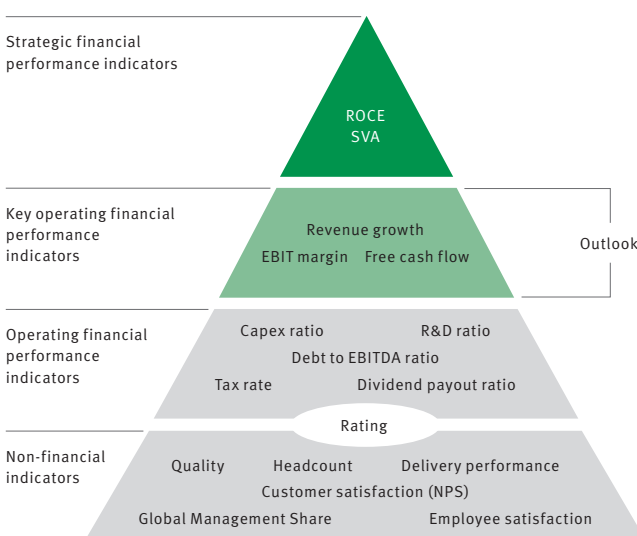 Strategic financial
performance indicators
ROCE
SVA
Key operating financial
performance
indicators
Revenue growth
EBIT margin Free cash flow
Outlook
Operating financial
performance
indicators
Capex ratio R&D ratio
Debt to EBITDA ratio
Tax rate Dividend payout ratio
Rating
Non-financial
indicators
Quality Headcount Delivery performance
Customer satisfaction (NPS)
Global Management Share Employee satisfaction